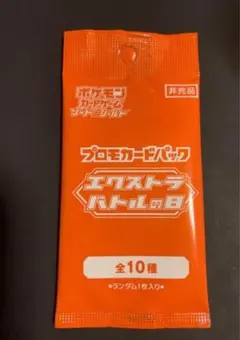 ポケモン
カードゲーム
ソード&シールド
非売品
プロモカードパック
エクストラ
バトルの日
全10種
*ランダム1枚入り*